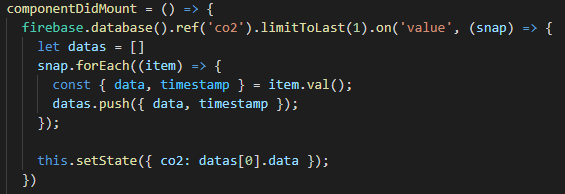 componentDidMount = () => {
  firebase.database().ref('co2').limitToLast(1).on('value', (snap) => {
    let datas = []
    snap.forEach((item) => {
      const { data, timestamp } = item.val();
      datas.push({ data, timestamp });
    });

    this.setState({ co2: datas[0].data });
  })